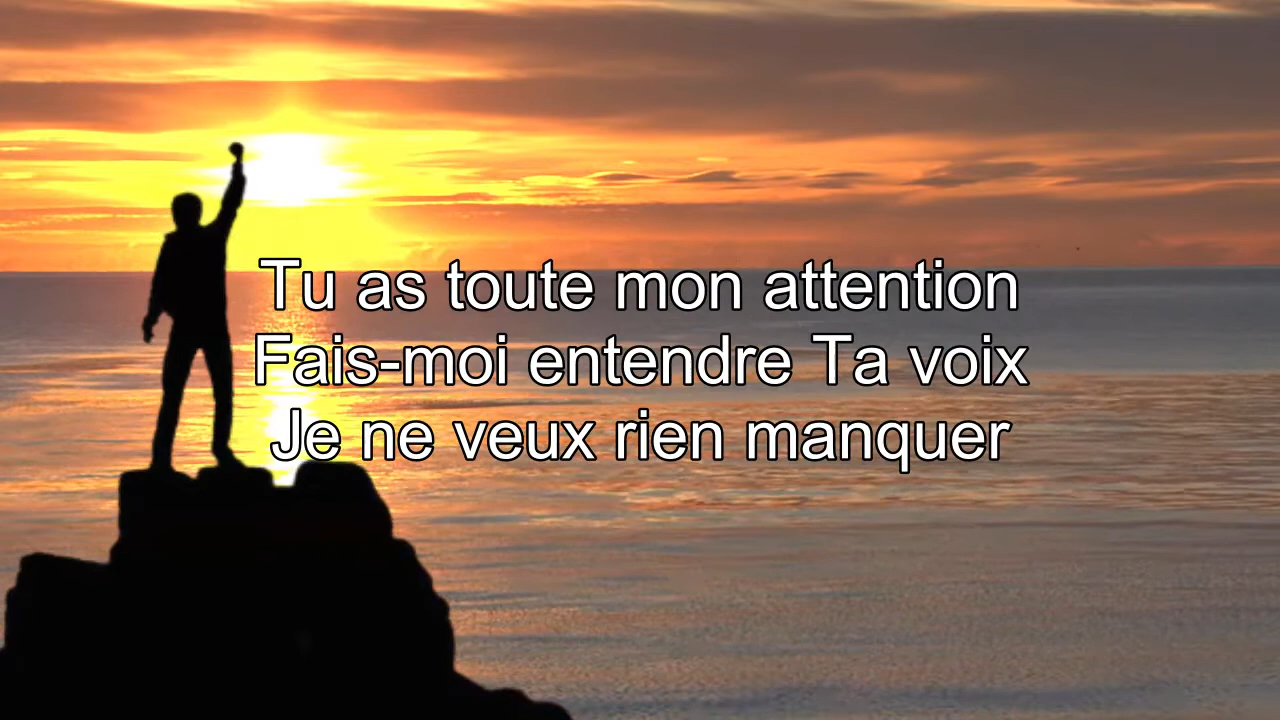 Tu as toute mon attention
Fais-moi entendre Ta voix
Je ne veux rien manquer